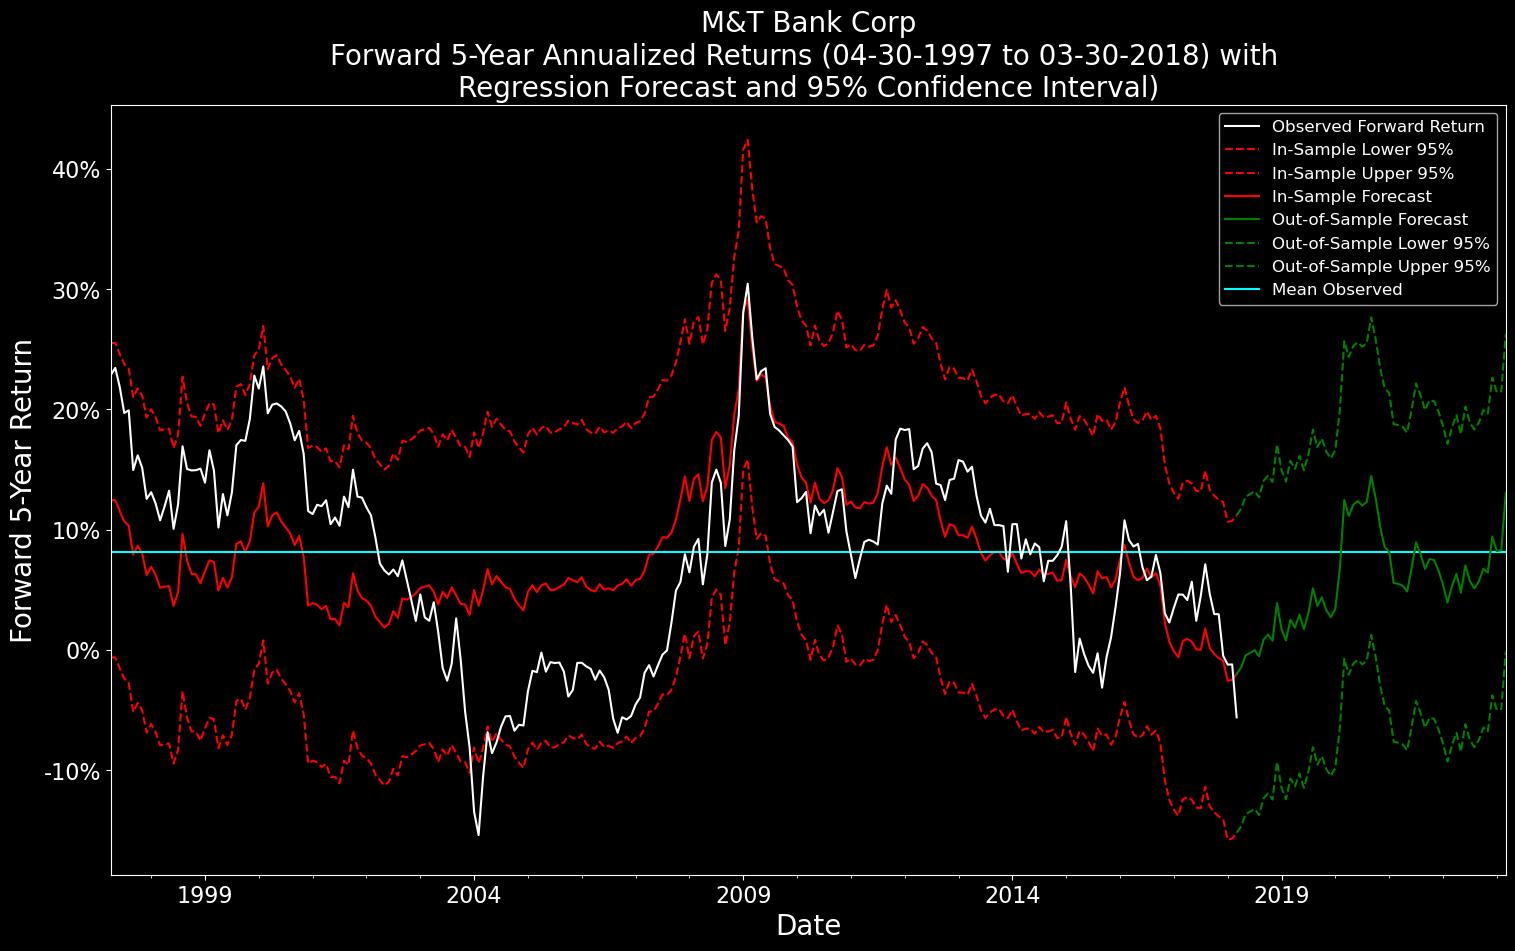 M&T Bank Corp
Forward 5-Year Annualized Returns (04-30-1997 to 03-30-2018) with
Regression Forecast and 95% Confidence Interval)
Observed Forward Return
In-Sample Lower 95%
In-Sample Upper 95%
In-Sample Forecast
Out-of-Sample Forecast
Out-of-Sample Lower 95%
Out-of-Sample Upper 95%
Mean Observed
Forward 5-Year Return
40%
30%
20%
10%
0%
-10%
1999
2004
2009
2014
2019
Date